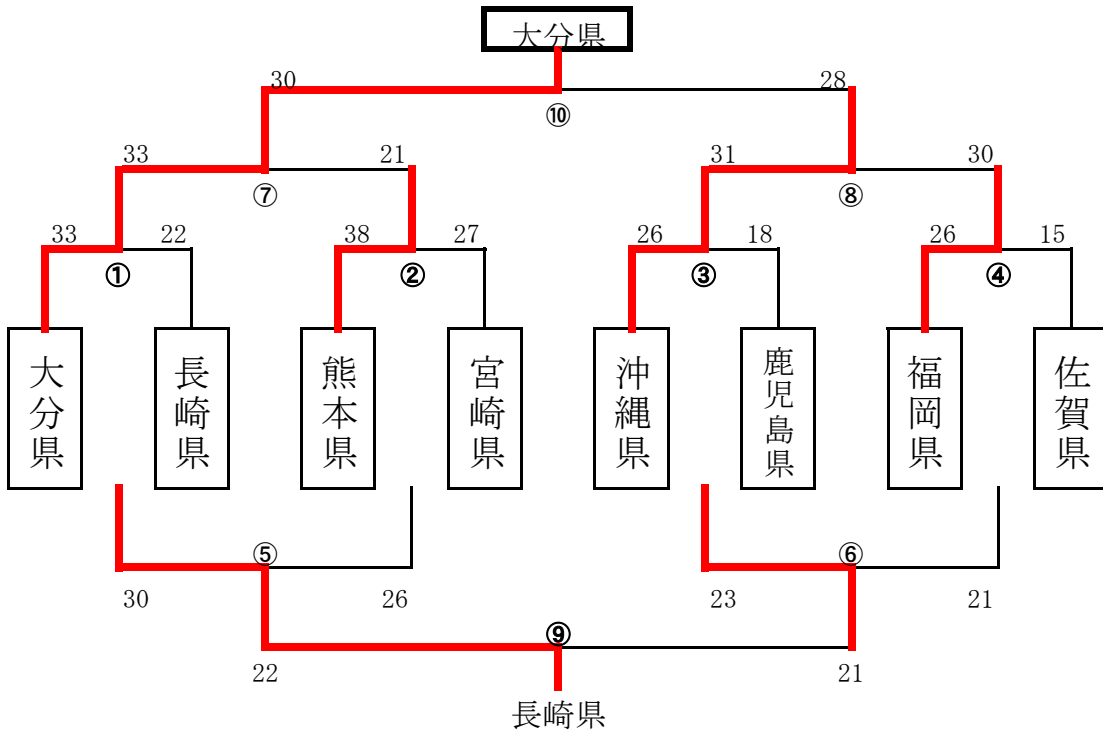 大分県
30 28
⑩
33 21 31 30
⑦ ⑧
33 22 38 27 26 18 26 15
① ② ③ ④
大分県 長崎県 熊本県 宮崎県 沖縄県 鹿児島県 福岡県 佐賀県
⑤ ⑥
30 26 23 21
⑨
22 21
長崎県